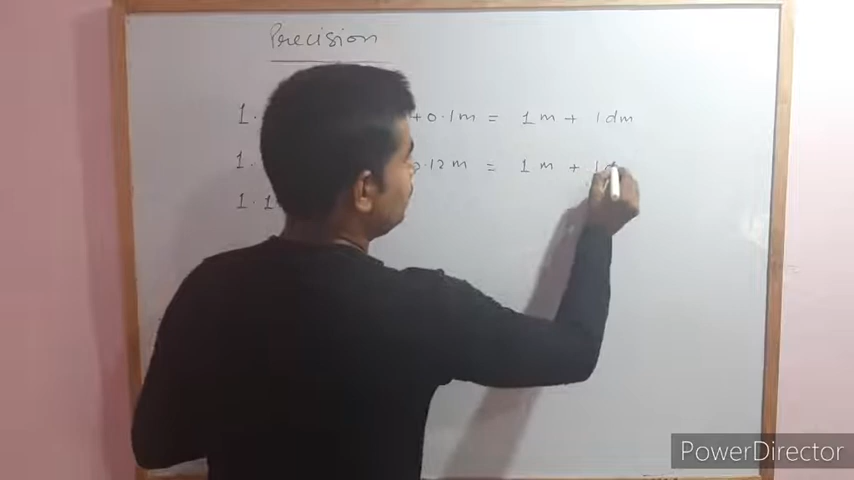 Precision
1. +0.1m = 1m + 1dm
1. 0.12m = 1m + 1d
1.1
PowerDirector